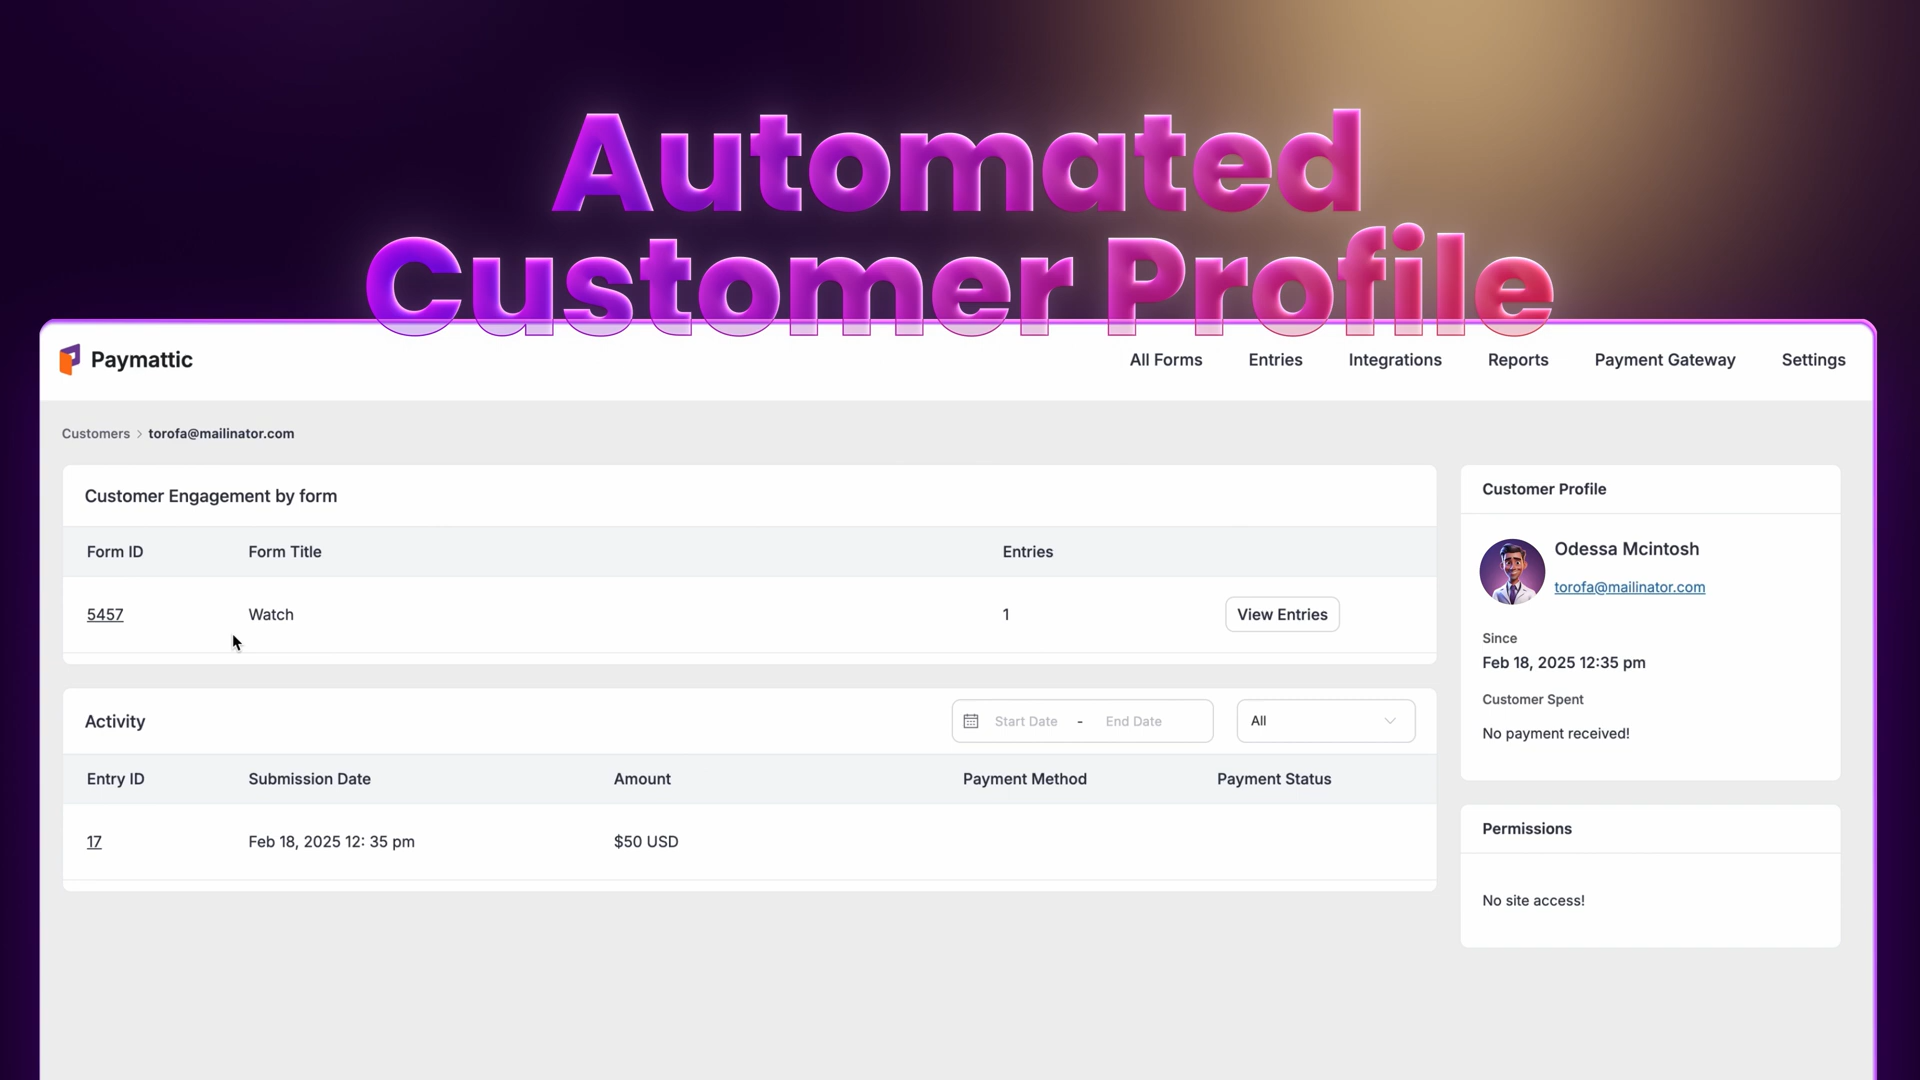 Automated
Customer Profile
Paymattic
All Forms Entries Integrations Reports Payment Gateway Settings
Customers > torofa@mailinator.com
Customer Engagement by form
Form ID Form Title Entries
5457 Watch 1 View Entries
Activity Start Date - End Date All
Entry ID Submission Date Amount Payment Method Payment Status
17 Feb 18, 2025 12: 35 pm $50 USD
Customer Profile
Odessa Mcintosh
torofa@mailinator.com
Since
Feb 18, 2025 12:35 pm
Customer Spent
No payment received!
Permissions
No site access!